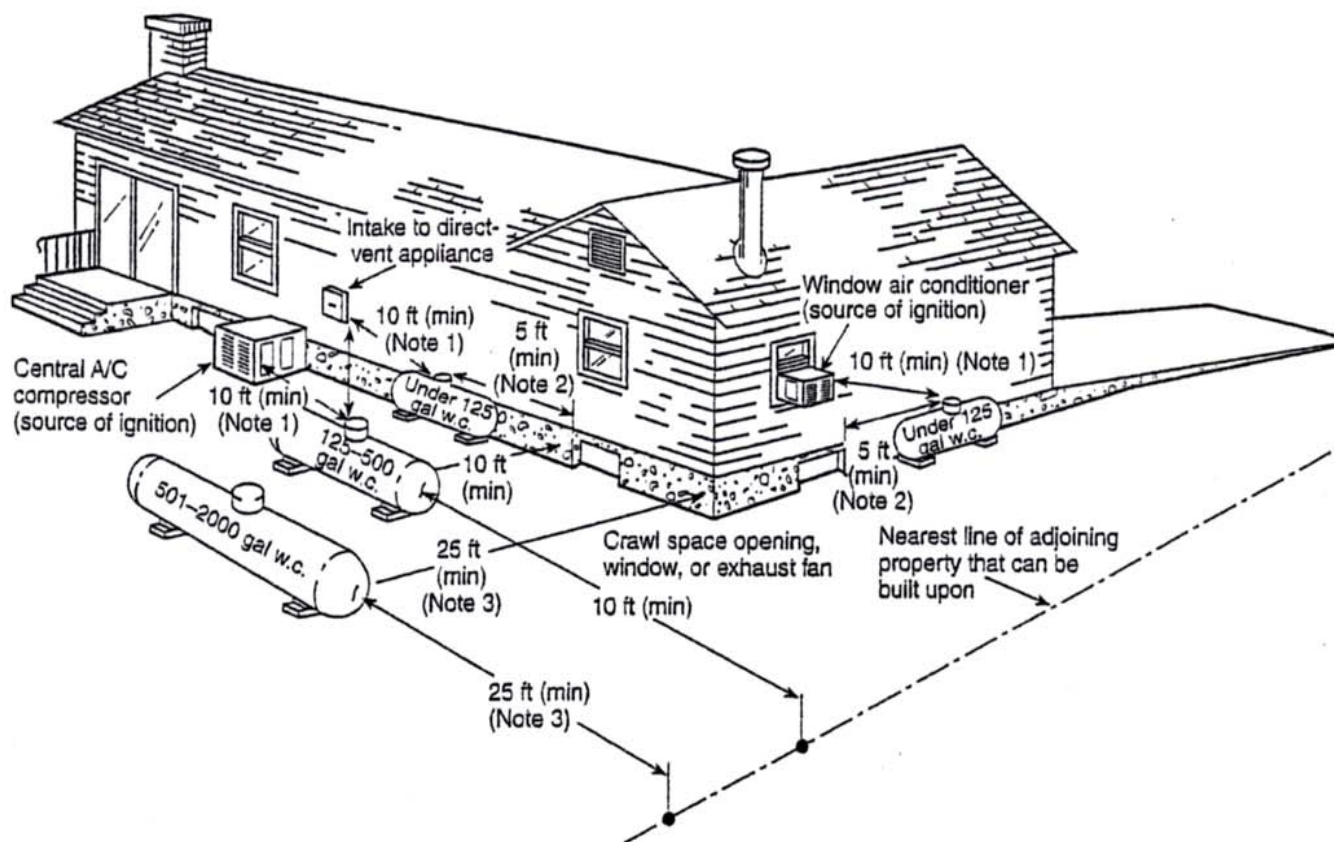 Intake to direct-
vent appliance
Window air conditioner
(source of ignition)
10 ft (min)
(Note 1)
5 ft
(min)
(Note 2)
10 ft (min) (Note 1)
Central A/C
compressor
(source of ignition)
10 ft (min)
(Note 1)
Under 125
gal w.c.
Under 125
gal w.c.
125–500
gal w.c.
10 ft
(min)
5 ft
(min)
(Note 2)
501–2000 gal w.c.
25 ft
(min)
(Note 3)
Crawl space opening,
window, or exhaust fan
Nearest line of adjoining
property that can be
built upon
10 ft (min)
25 ft (min)
(Note 3)